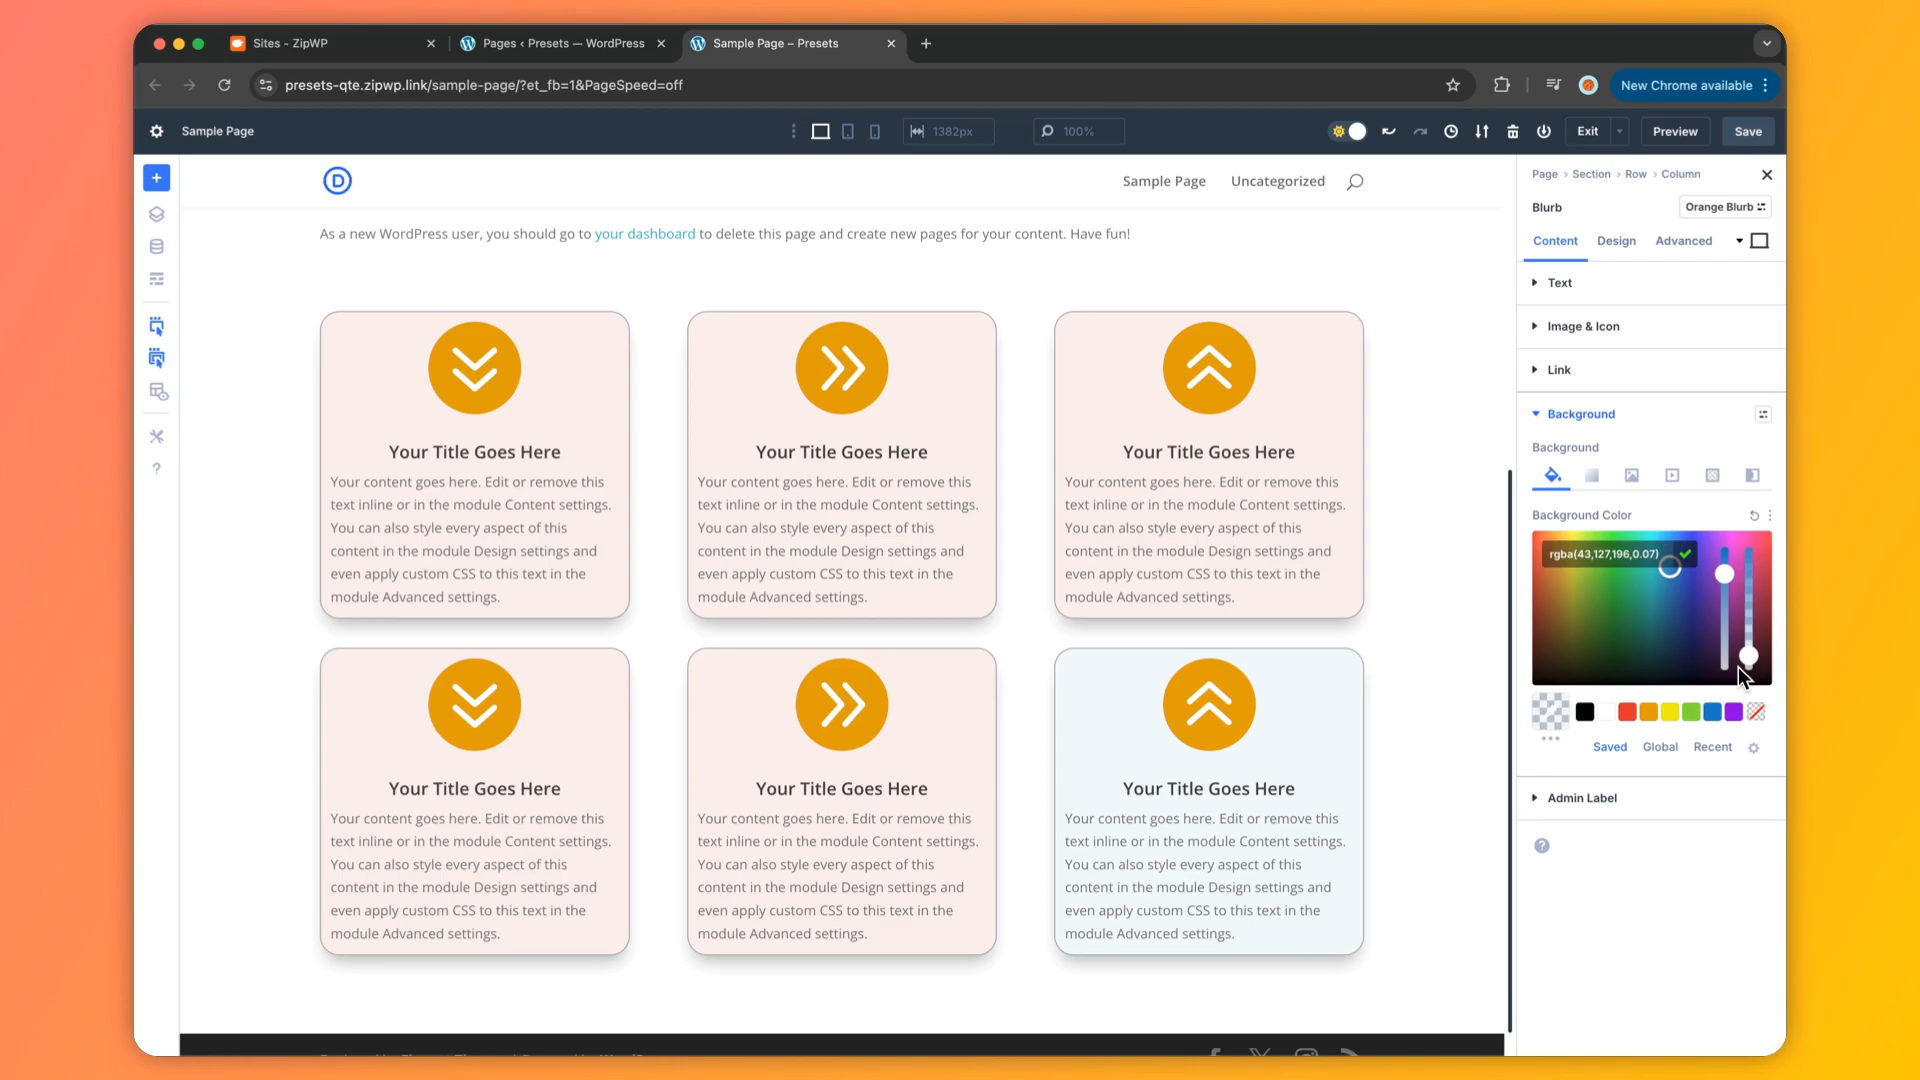 Sites - ZipWP
Pages ‹ Presets — WordPress
Sample Page – Presets
presets-qte.zipwp.link/sample-page/?et_fb=1&PageSpeed=off
New Chrome available
Sample Page
1382px
100%
Exit
Preview
Save
D
Sample Page
Uncategorized
As a new WordPress user, you should go to your dashboard to delete this page and create new pages for your content. Have fun!
Your Title Goes Here
Your content goes here. Edit or remove this
text inline or in the module Content settings.
You can also style every aspect of this
content in the module Design settings and
even apply custom CSS to this text in the
module Advanced settings.
Your Title Goes Here
Your content goes here. Edit or remove this
text inline or in the module Content settings.
You can also style every aspect of this
content in the module Design settings and
even apply custom CSS to this text in the
module Advanced settings.
Your Title Goes Here
Your content goes here. Edit or remove this
text inline or in the module Content settings.
You can also style every aspect of this
content in the module Design settings and
even apply custom CSS to this text in the
module Advanced settings.
Your Title Goes Here
Your content goes here. Edit or remove this
text inline or in the module Content settings.
You can also style every aspect of this
content in the module Design settings and
even apply custom CSS to this text in the
module Advanced settings.
Your Title Goes Here
Your content goes here. Edit or remove this
text inline or in the module Content settings.
You can also style every aspect of this
content in the module Design settings and
even apply custom CSS to this text in the
module Advanced settings.
Your Title Goes Here
Your content goes here. Edit or remove this
text inline or in the module Content settings.
You can also style every aspect of this
content in the module Design settings and
even apply custom CSS to this text in the
module Advanced settings.
Page › Section › Row › Column
Blurb
Orange Blurb
Content
Design
Advanced
Text
Image & Icon
Link
Background
Background
Background Color
rgba(43,127,196,0.07)
Saved
Global
Recent
Admin Label